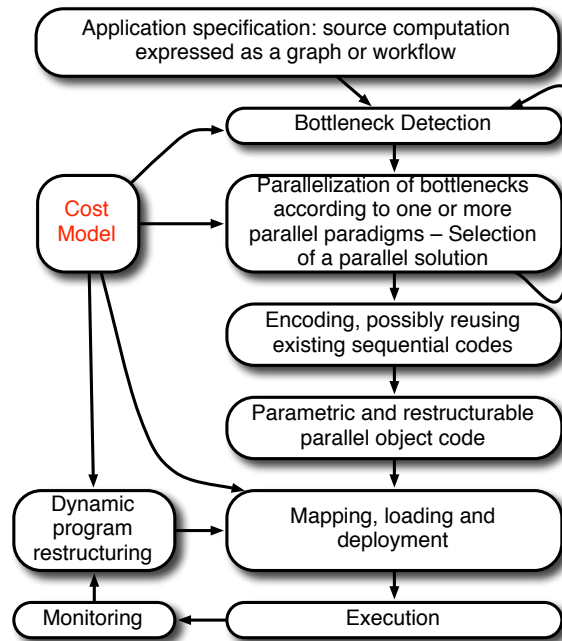 Application specification: source computation
expressed as a graph or workflow
Bottleneck Detection
Cost
Model
Parallelization of bottlenecks
according to one or more
parallel paradigms – Selection
of a parallel solution
Encoding, possibly reusing
existing sequential codes
Parametric and restructurable
parallel object code
Dynamic
program
restructuring
Mapping, loading and
deployment
Monitoring
Execution